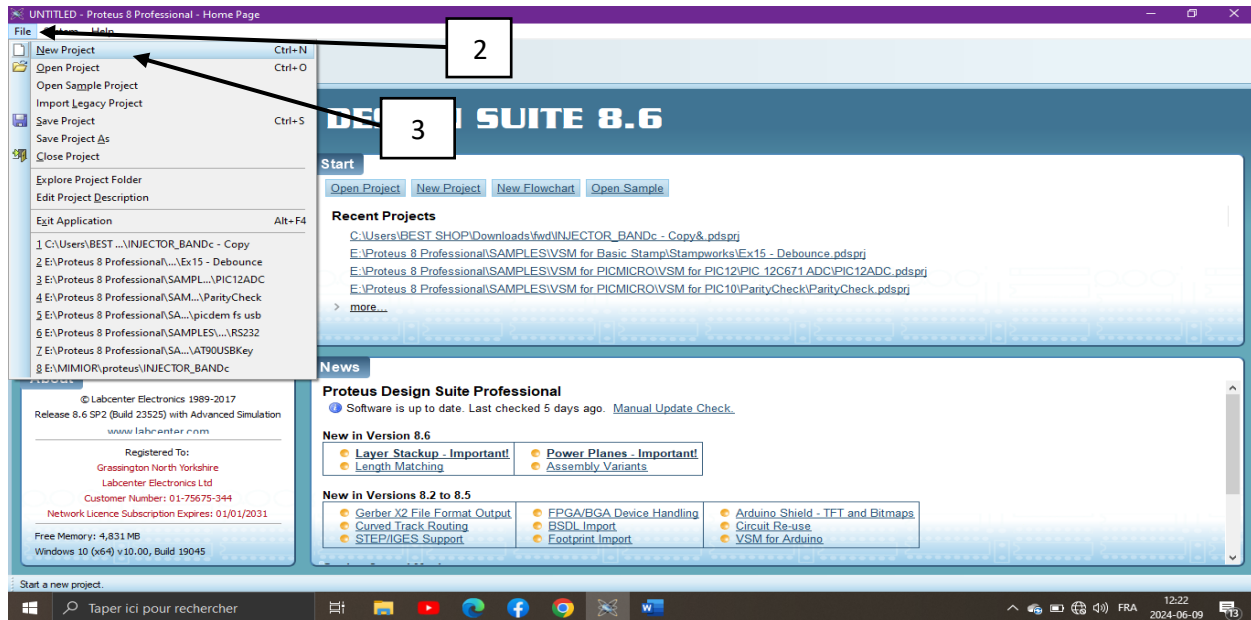 UNTITLED - Proteus 8 Professional - Home Page
File System Help
2
New Project Ctrl+N
Open Project Ctrl+O
Open Sample Project
Import Legacy Project
Save Project Ctrl+S
Save Project As
Close Project
Explore Project Folder
Edit Project Description
Exit Application Alt+F4
1 C:\Users\BEST ...\INJECTOR_BANDc - Copy
2 E:\Proteus 8 Professional\...\Ex15 - Debounce
3 E:\Proteus 8 Professional\SAMPL...\PIC12ADC
4 E:\Proteus 8 Professional\SAM...\ParityCheck
5 E:\Proteus 8 Professional\SA...\picdem fs usb
6 E:\Proteus 8 Professional\SAMPLES\...\RS232
7 E:\Proteus 8 Professional\SA...\AT90USBKey
8 E:\MIMIOR\proteus\INJECTOR_BANDc
3
SUITE 8.6
Start
Open Project New Project New Flowchart Open Sample
Recent Projects
C:\Users\BEST SHOP\Downloads\fwd\INJECTOR_BANDc - Copy&.pdsprj
E:\Proteus 8 Professional\SAMPLES\VSM for Basic Stamp\Stampworks\Ex15 - Debounce.pdsprj
E:\Proteus 8 Professional\SAMPLES\VSM for PICMICRO\VSM for PIC12\PIC 12C671 ADC\PIC12ADC.pdsprj
E:\Proteus 8 Professional\SAMPLES\VSM for PICMICRO\VSM for PIC10\ParityCheck\ParityCheck.pdsprj
> more...
About
© Labcenter Electronics 1989-2017
Release 8.6 SP2 (Build 23525) with Advanced Simulation
www.labcenter.com
Registered To:
Grassington North Yorkshire
Labcenter Electronics Ltd
Customer Number: 01-75675-344
Network Licence Subscription Expires: 01/01/2031
Free Memory: 4,831 MB
Windows 10 (x64) v10.00, Build 19045
News
Proteus Design Suite Professional
Software is up to date. Last checked 5 days ago. Manual Update Check.
New in Version 8.6
Layer Stackup - Important! Power Planes - Important!
Length Matching Assembly Variants
New in Versions 8.2 to 8.5
Gerber X2 File Format Output FPGA/BGA Device Handling Arduino Shield - TFT and Bitmaps
Curved Track Routing BSDL Import Circuit Re-use
STEP/IGES Support Footprint Import VSM for Arduino
Start a new project.
Taper ici pour rechercher
FRA
12:22
2024-06-09
13